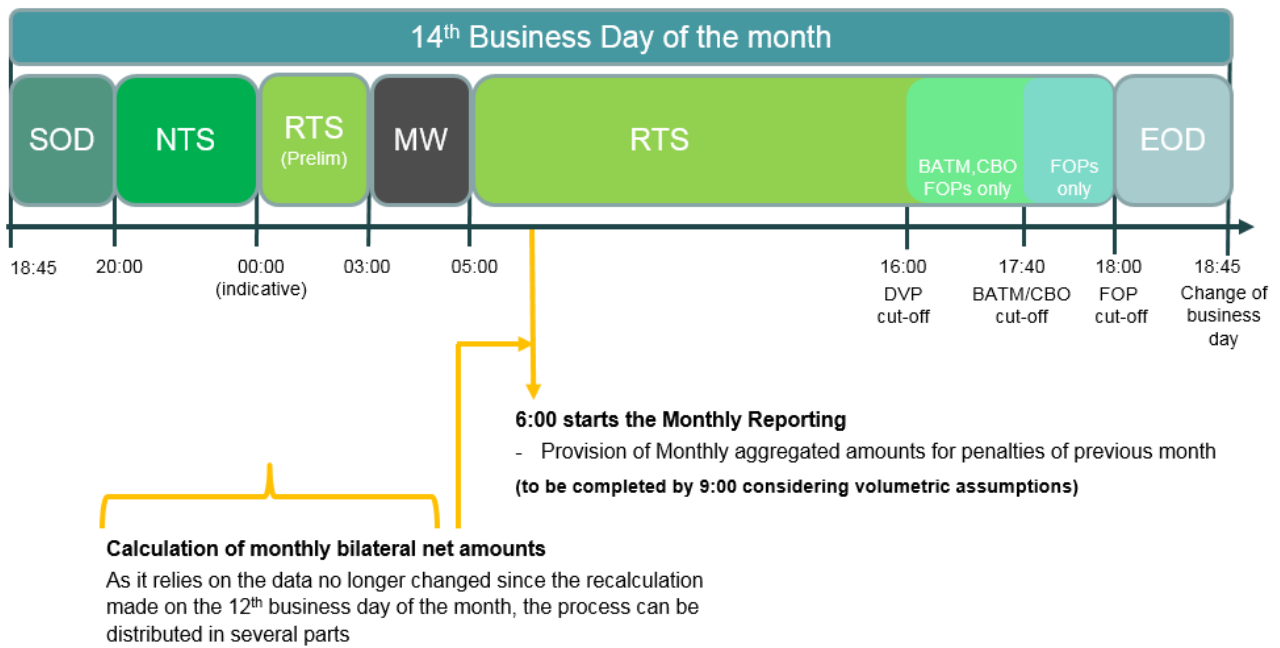 14th Business Day of the month
SOD
NTS
RTS
(Prelim)
MW
RTS
BATM,CBO
FOPs only
FOPs
only
EOD
18:45
20:00
00:00
(indicative)
03:00
05:00
16:00
DVP
cut-off
17:40
BATM/CBO
cut-off
18:00
FOP
cut-off
18:45
Change of
business
day
6:00 starts the Monthly Reporting
- Provision of Monthly aggregated amounts for penalties of previous month
(to be completed by 9:00 considering volumetric assumptions)
Calculation of monthly bilateral net amounts
As it relies on the data no longer changed since the recalculation
made on the 12th business day of the month, the process can be
distributed in several parts